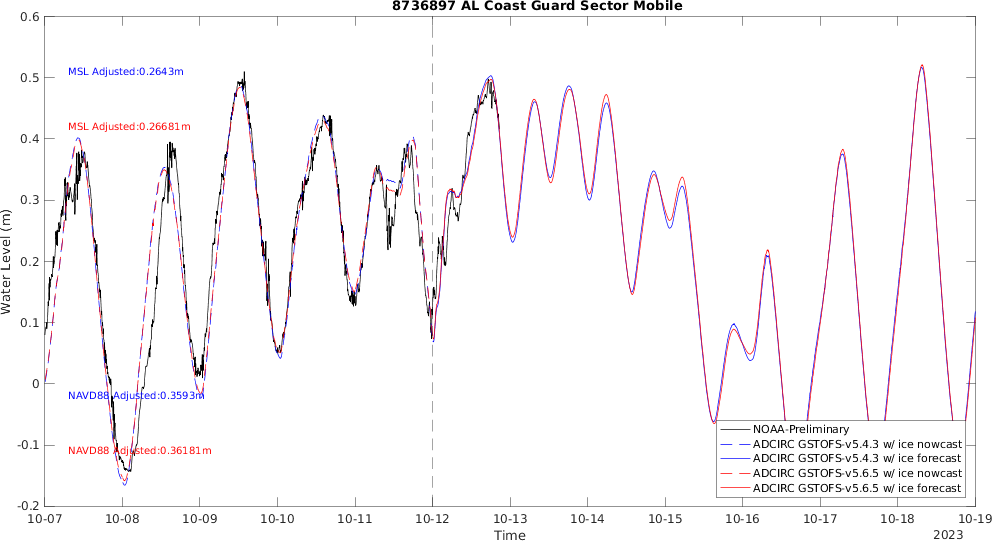 8736897 AL Coast Guard Sector Mobile
0.6
0.5
0.4
0.3
0.2
0.1
0
-0.1
-0.2
Water Level (m)
MSL Adjusted:0.2643m
MSL Adjusted:0.26681m
NAVD88 Adjusted:0.3593m
NAVD88 Adjusted:0.36181m
NOAA-Preliminary
ADCIRC GSTOFS-v5.4.3 w/ ice nowcast
ADCIRC GSTOFS-v5.4.3 w/ ice forecast
ADCIRC GSTOFS-v5.6.5 w/ ice nowcast
ADCIRC GSTOFS-v5.6.5 w/ ice forecast
10-07 10-08 10-09 10-10 10-11 10-12 10-13 10-14 10-15 10-16 10-17 10-18 10-19
Time
2023